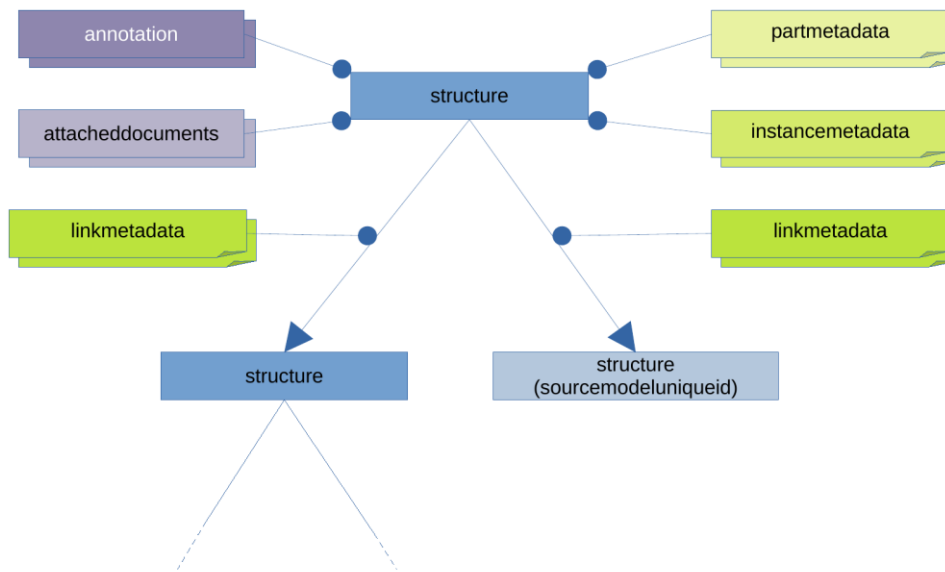 annotation
partmetadata
structure
attacheddocuments
instancemetadata
linkmetadata
linkmetadata
structure
structure
(sourcemodeluniqueid)